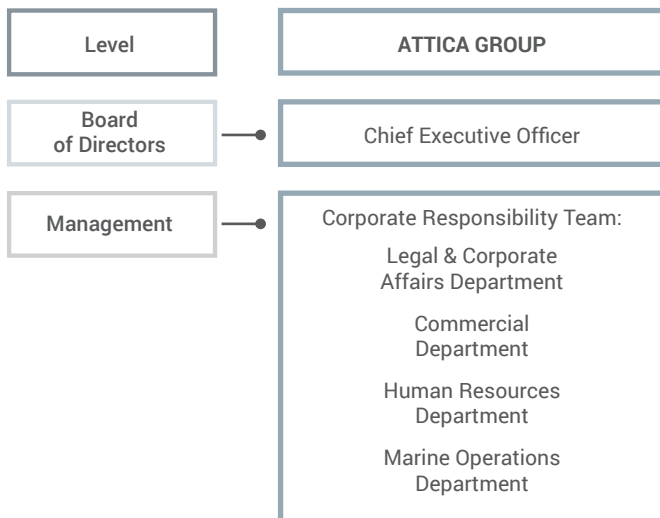 Level
ATTICA GROUP
Board
of Directors
Chief Executive Officer
Management
Corporate Responsibility Team:
Legal & Corporate
Affairs Department
Commercial
Department
Human Resources
Department
Marine Operations
Department